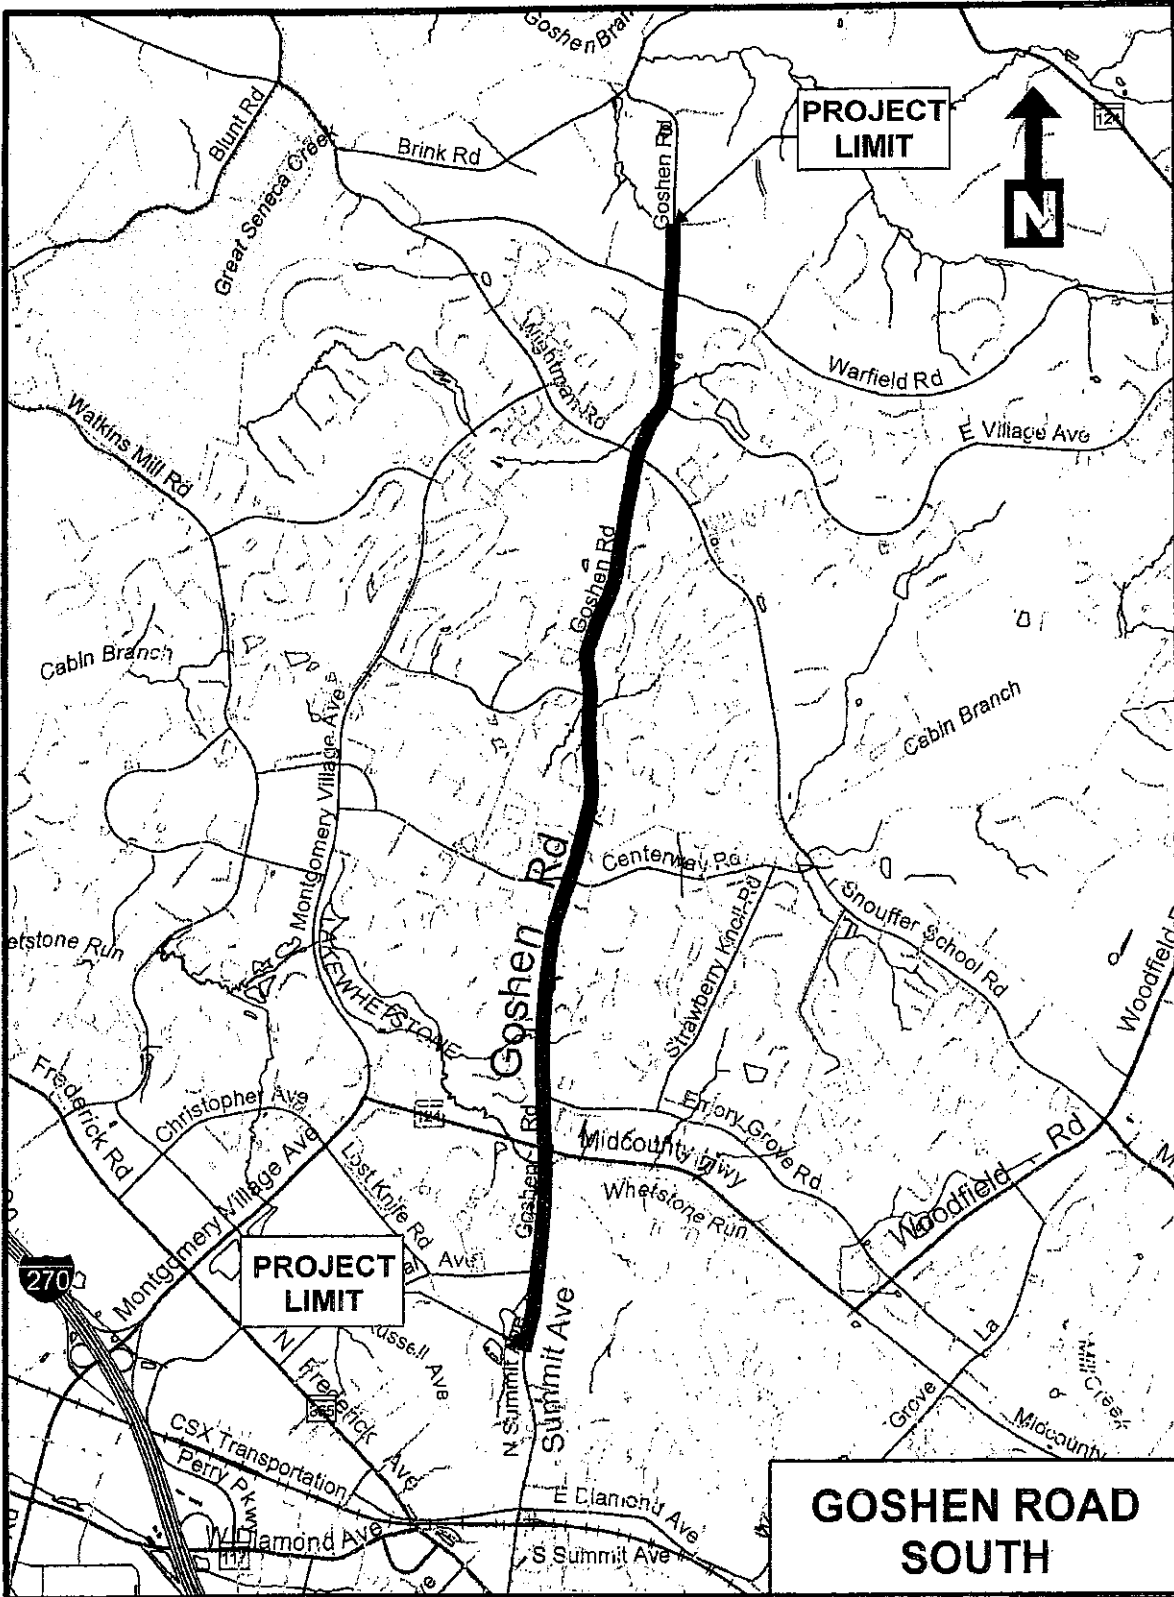 Goshen Bran
Blunt Rd
Great Seneca Creek
Brink Rd
Goshen Rd
PROJECT
LIMIT
124
N
Wightman Rd
Warfield Rd
E Village Ave
Watkins Mill Rd
Goshen Rd
Cabin Branch
Cabin Branch
Montgomery Village Ave
Goshen Rd
Centerway Rd
Snouffer School Rd
etstone Run
LAKE WHETSTONE
Strawberry Knoll Rd
Woodfield
Frederick Rd
Christopher Ave
124
Goshen Rd
Emory Grove Rd
Midcounty Hwy
Whetstone Run
Woodfield Rd
Montgomery Village Ave
Lost Knife Rd
Ave
270
PROJECT
LIMIT
Russell Ave
N Frederick Ave
355
N Summit Ave
Summit Ave
La
Grove
Mill Creek
Midcounty
CSX Transportation
Perry Pkw
W Diamond Ave
117
E Diamond Ave
S Summit Ave
GOSHEN ROAD
SOUTH